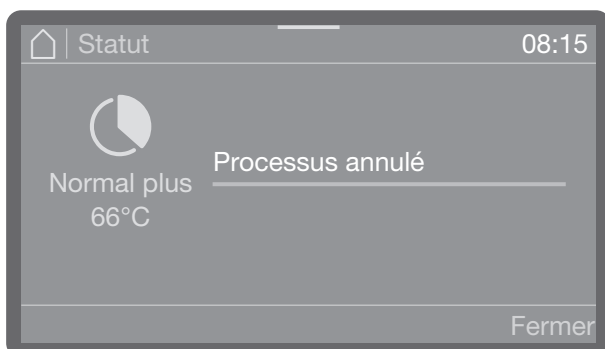 Statut
08:15
Processus annulé
Normal plus
66°C
Fermer